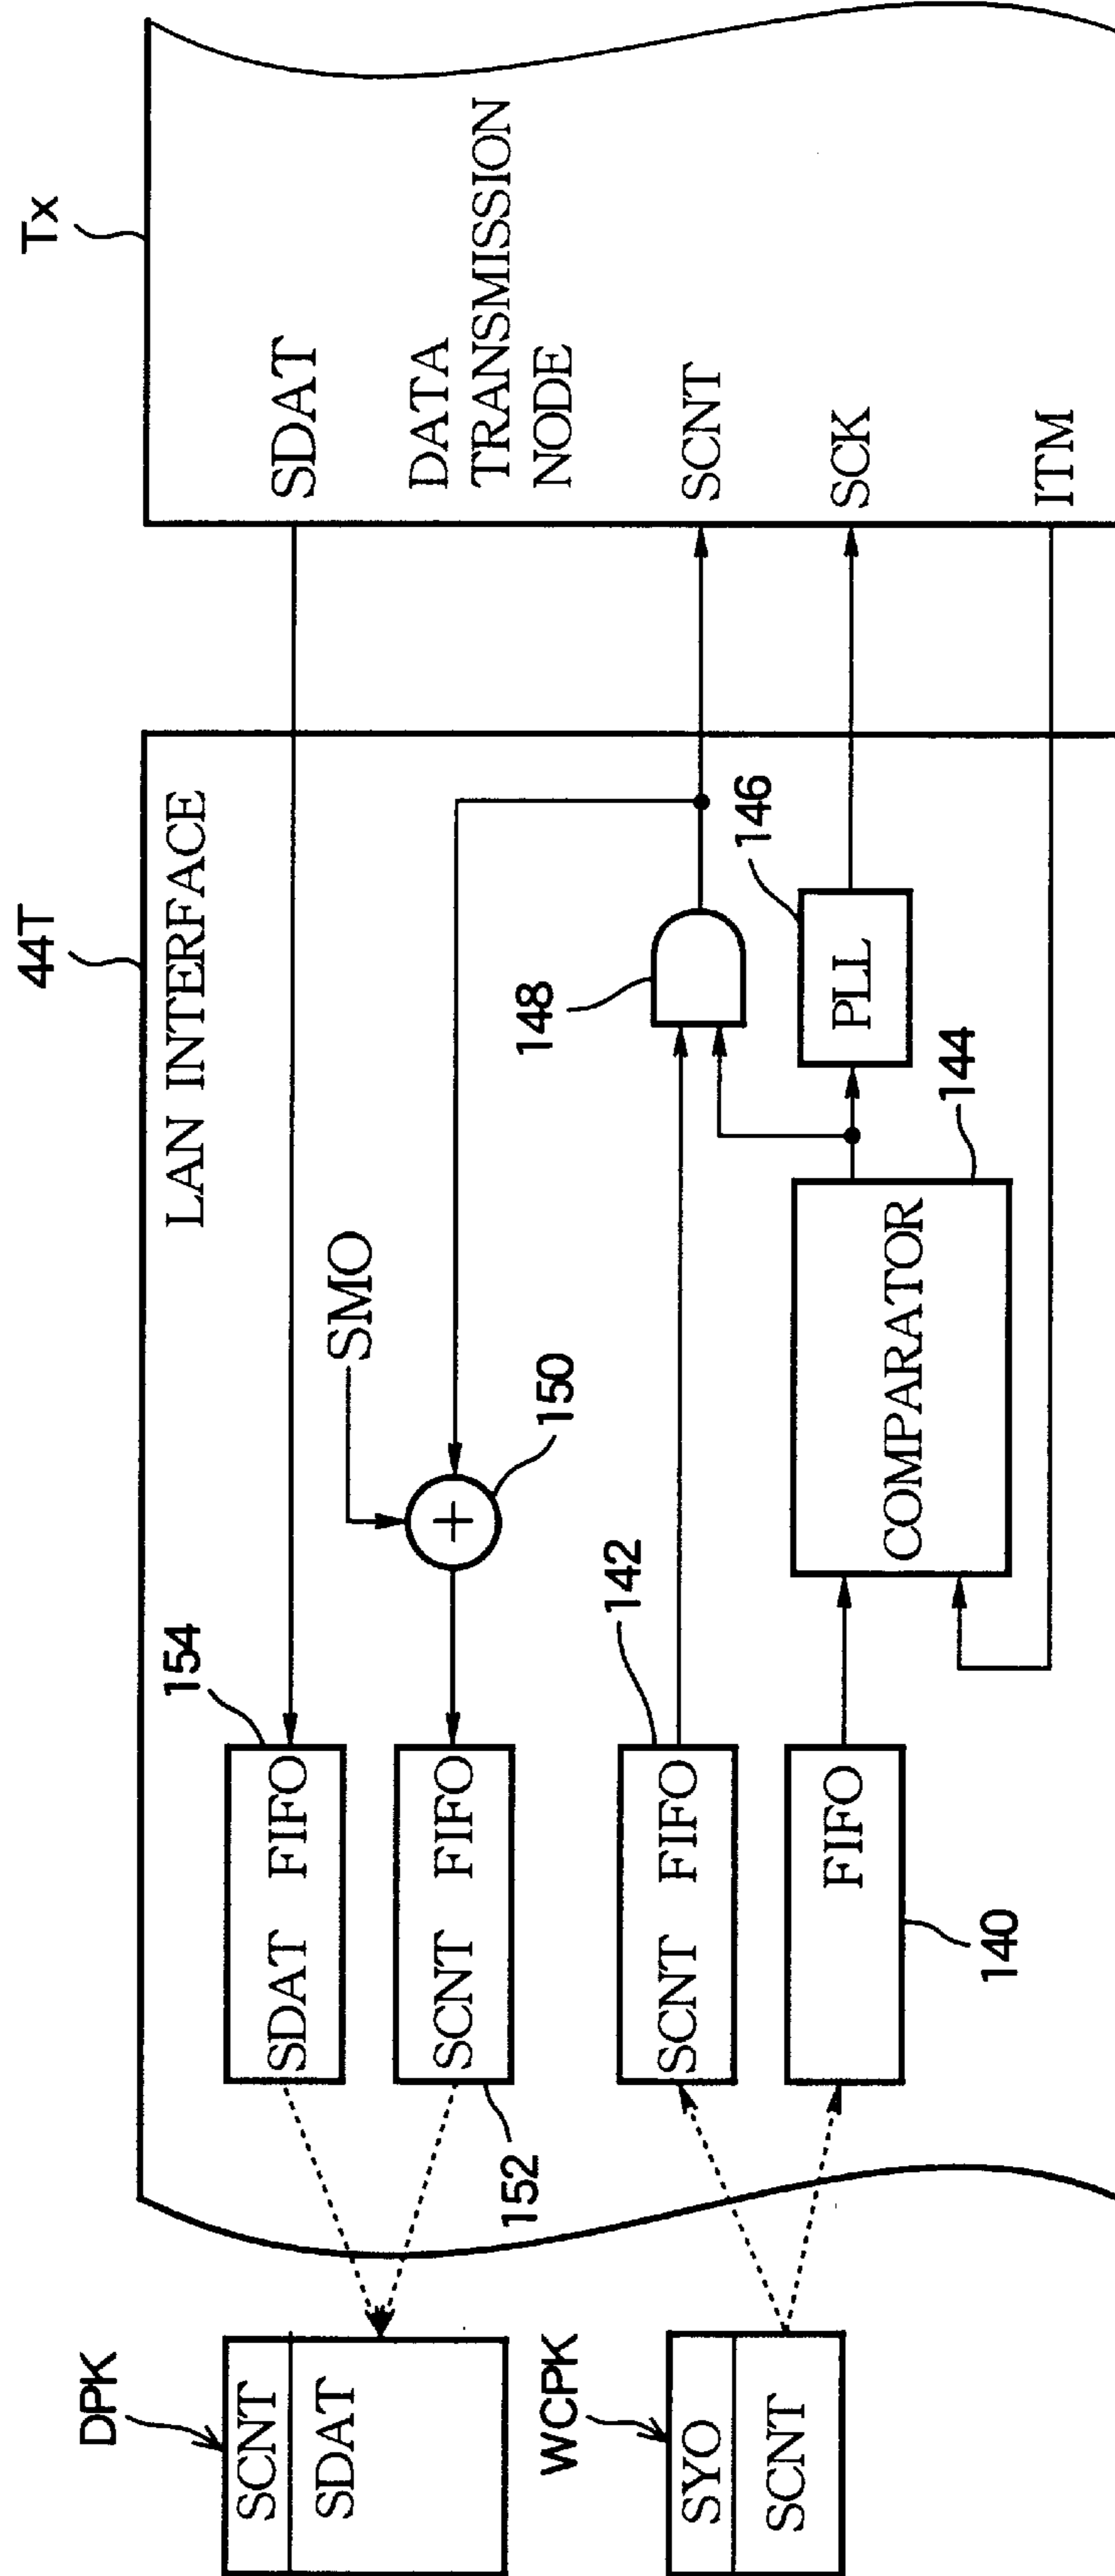 44T
Tx
LAN INTERFACE
DPK
SCNT
SDAT
154
SDAT FIFO
SDAT
SMO
150
+
SCNT FIFO
152
DATA
TRANSMISSION
NODE
WCPK
SYO
SCNT
142
SCNT FIFO
148
SCNT
FIFO
140
COMPARATOR
144
PLL
146
SCK
ITM